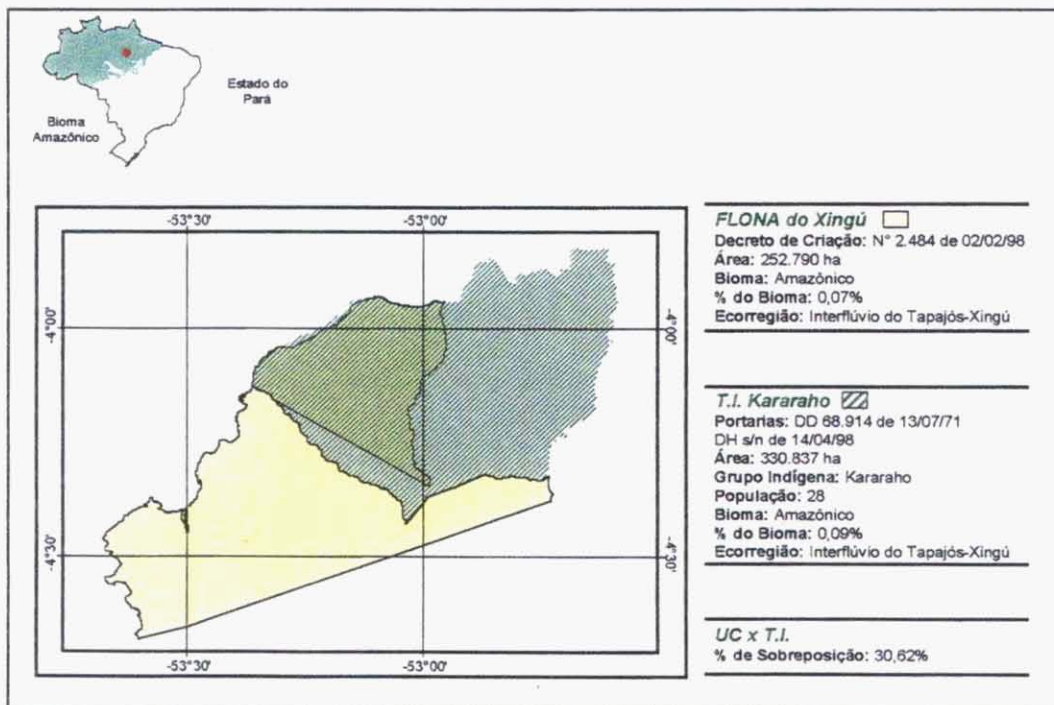 Estado do
Pará
Bioma
Amazônico
-53°30'
-53°00'
-4°00'
-4°00'
-4°30'
-4°30'
-53°30'
-53°00'
FLONA do Xingú
Decreto de Criação: N° 2.484 de 02/02/98
Área: 252.790 ha
Bioma: Amazônico
% do Bioma: 0,07%
Ecorregião: Interflúvio do Tapajós-Xingú
T.I. Kararaho
Portarias: DD 68.914 de 13/07/71
DH s/n de 14/04/98
Área: 330.837 ha
Grupo Indígena: Kararaho
População: 28
Bioma: Amazônico
% do Bioma: 0,09%
Ecorregião: Interflúvio do Tapajós-Xingú
UC x T.I.
% de Sobreposição: 30,62%